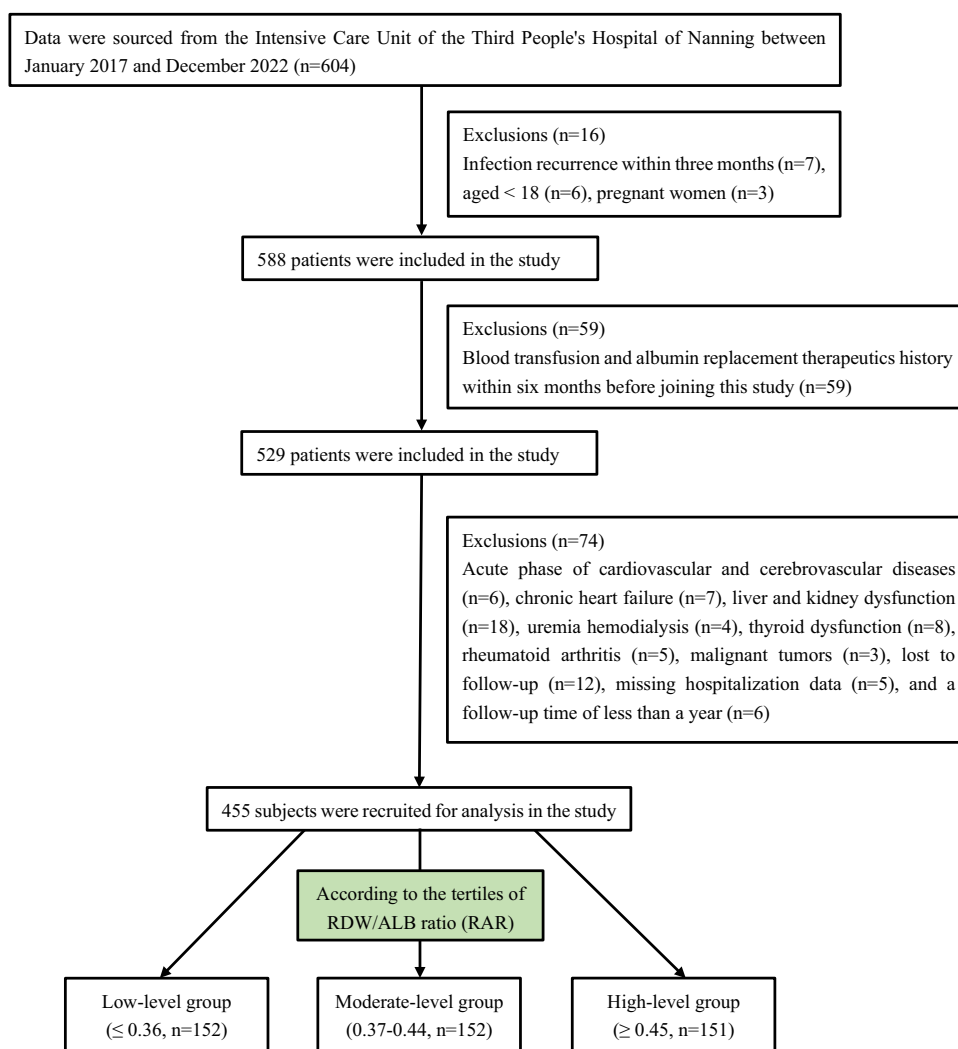 Data were sourced from the Intensive Care Unit of the Third People's Hospital of Nanning between
January 2017 and December 2022 (n=604)
Exclusions (n=16)
Infection recurrence within three months (n=7),
aged < 18 (n=6), pregnant women (n=3)
588 patients were included in the study
Exclusions (n=59)
Blood transfusion and albumin replacement therapeutics history
within six months before joining this study (n=59)
529 patients were included in the study
Exclusions (n=74)
Acute phase of cardiovascular and cerebrovascular diseases
(n=6), chronic heart failure (n=7), liver and kidney dysfunction
(n=18), uremia hemodialysis (n=4), thyroid dysfunction (n=8),
rheumatoid arthritis (n=5), malignant tumors (n=3), lost to
follow-up (n=12), missing hospitalization data (n=5), and a
follow-up time of less than a year (n=6)
455 subjects were recruited for analysis in the study
According to the tertiles of
RDW/ALB ratio (RAR)
Low-level group
(≤ 0.36, n=152)
Moderate-level group
(0.37-0.44, n=152)
High-level group
(≥ 0.45, n=151)